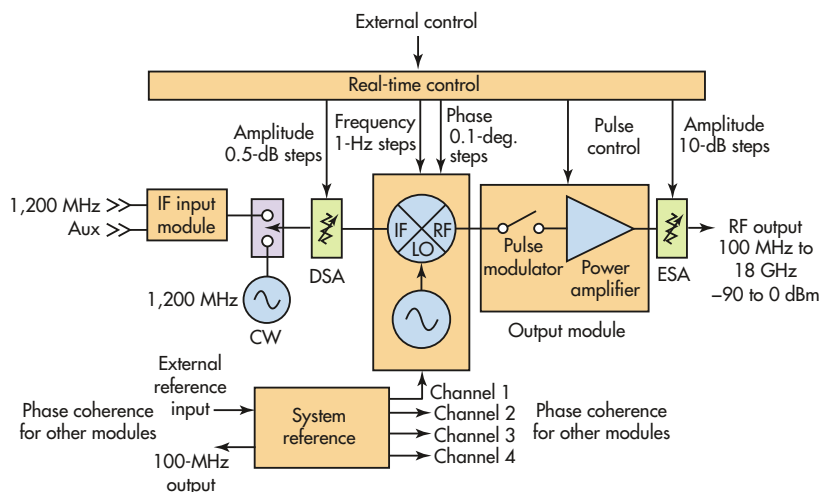 External control
Real-time control
Amplitude
0.5-dB steps
Frequency
1-Hz steps
Phase
0.1-deg.
steps
Pulse
control
Amplitude
10-dB steps
1,200 MHz
Aux
IF input
module
DSA
IF
RF
LO
Pulse
modulator
Power
amplifier
ESA
RF output
100 MHz to
18 GHz
–90 to 0 dBm
1,200 MHz
CW
Output module
External
reference
input
Phase coherence
for other modules
System
reference
100-MHz
output
Channel 1
Channel 2
Channel 3
Channel 4
Phase coherence
for other modules